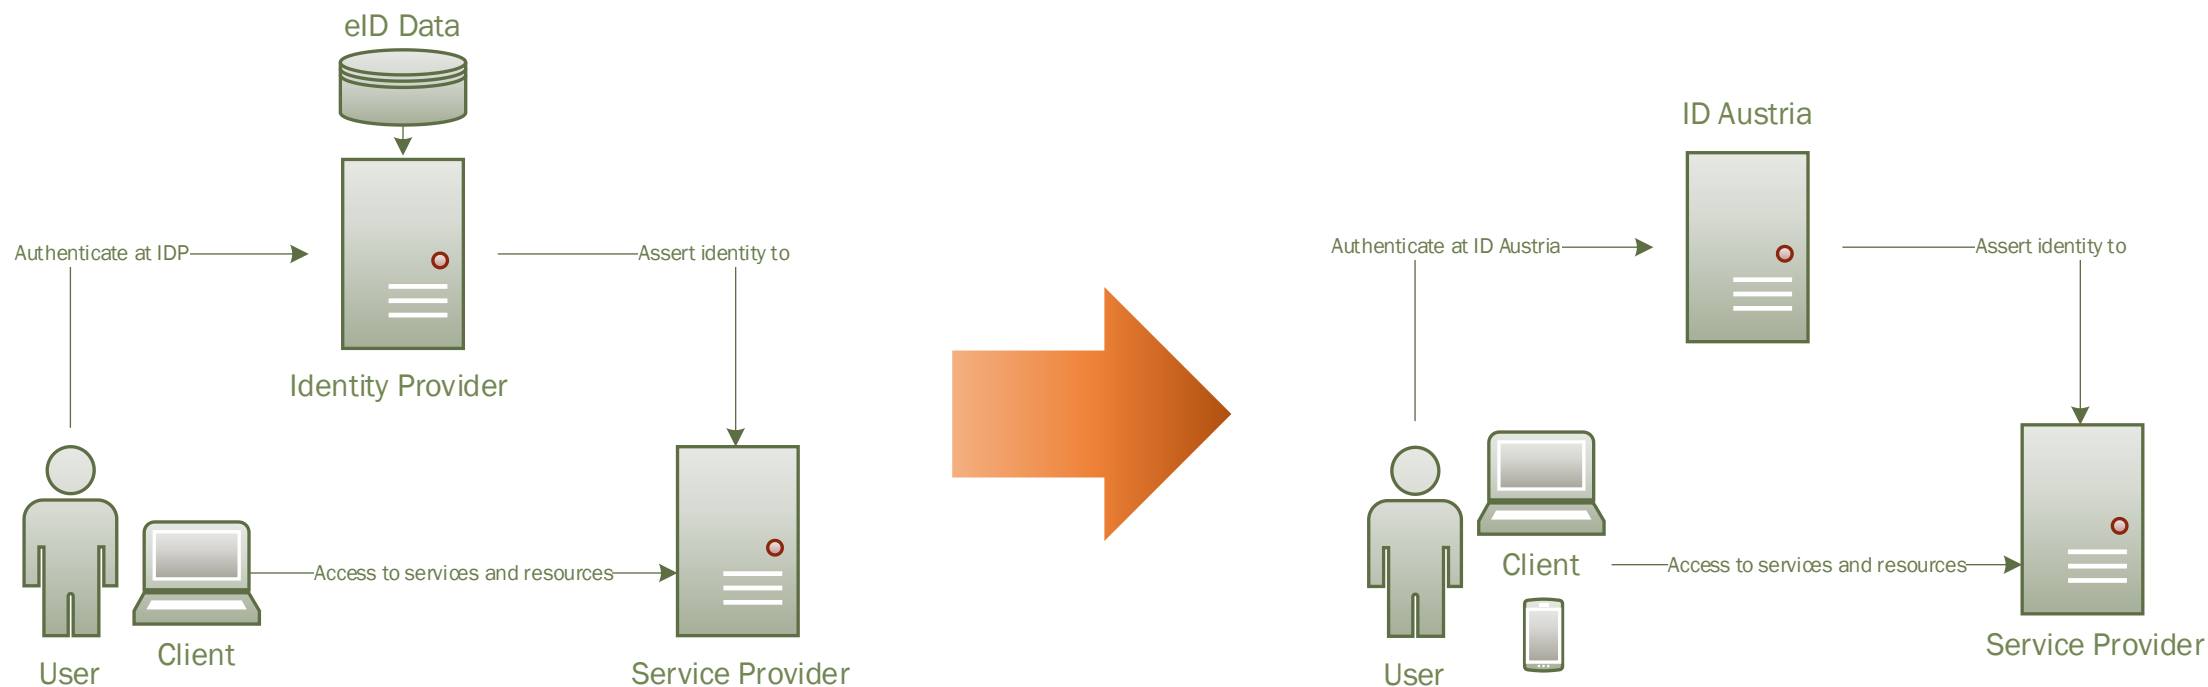 eID Data
Authenticate at IDP
Assert identity to
Identity Provider
Access to services and resources
Client
User
Service Provider
ID Austria
Authenticate at ID Austria
Assert identity to
Client
Access to services and resources
Service Provider
User